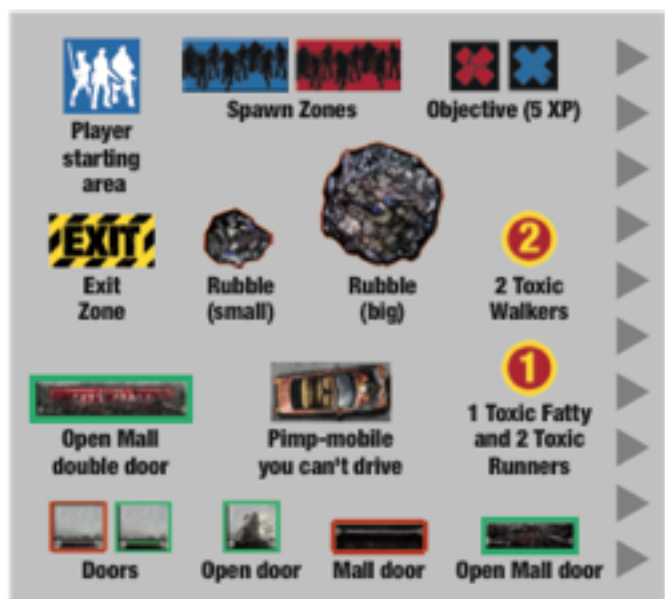 Player
starting
area
Spawn Zones
Objective (5 XP)
EXIT
Exit
Zone
Rubble
(small)
Rubble
(big)
2
2 Toxic
Walkers
Open Mall
double door
Pimp-mobile
you can't drive
1
1 Toxic Fatty
and 2 Toxic
Runners
Doors
Open door
Mall door
Open Mall door